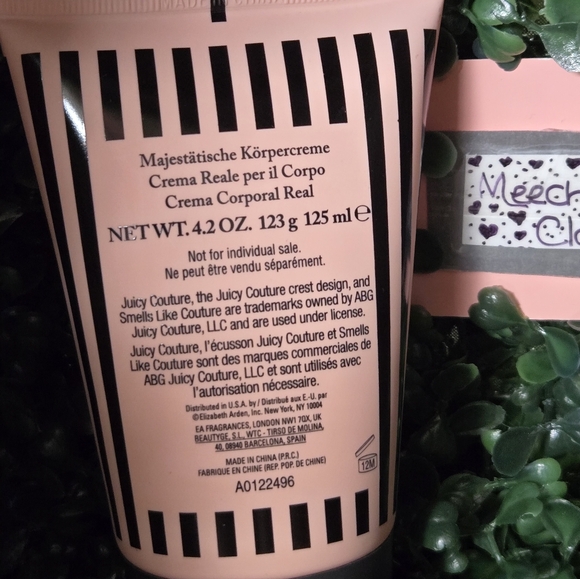 Majestätische Körpercreme
Crema Reale per il Corpo
Crema Corporal Real
NET WT. 4.2 OZ. 123 g 125 ml ℮
Not for individual sale.
Ne peut être vendu séparément.
Juicy Couture, the Juicy Couture crest design, and
Smells Like Couture are trademarks owned by ABG
Juicy Couture, LLC and are used under license.
Juicy Couture, l'écusson Juicy Couture et Smells
Like Couture sont des marques commerciales de
ABG Juicy Couture, LLC et sont utilisés avec
l'autorisation nécessaire.
Distributed in U.S.A. by / Distribué aux E.-U. par
©Elizabeth Arden, Inc. New York, NY 10004
EA FRAGRANCES, LONDON NW1 7QX, UK
BEAUTYGE, S.L., WTC - TIRSO DE MOLINA,
40, 08940 BARCELONA, SPAIN
MADE IN CHINA (P.R.C.)
FABRIQUÉ EN CHINE (RÉP. POP. DE CHINE)
12M
A0122496
Meech
Clo